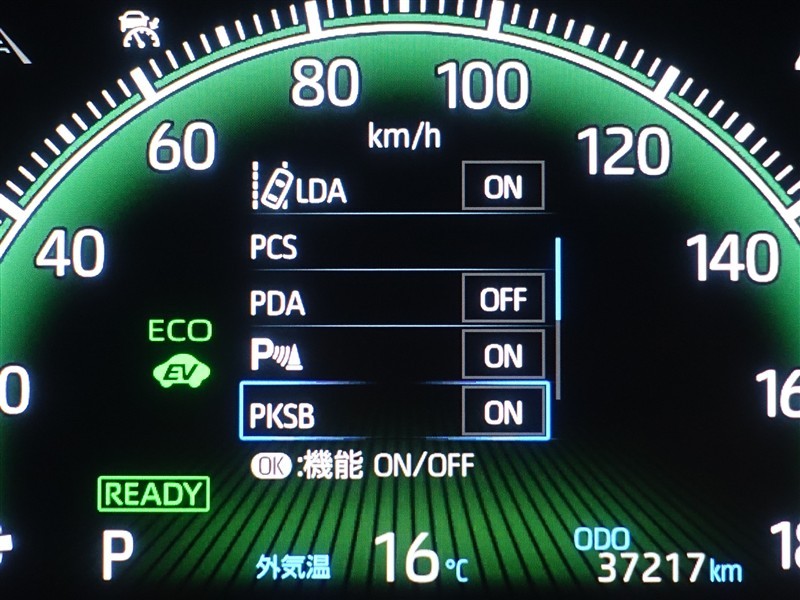 80 100
km/h
60 120
LDA ON
40 PCS 140
PDA OFF
ECO
EV
P ON
PKSB ON
OK:機能 ON/OFF
READY
P
外気温 16℃
ODO
37217km